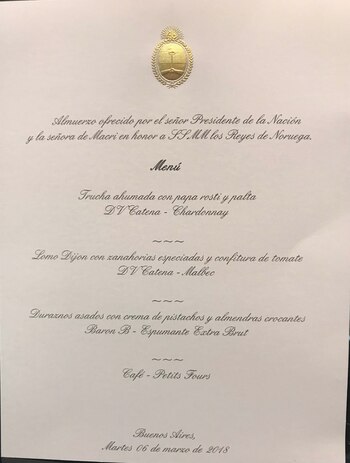 Almuerzo ofrecido por el señor Presidente de la Nación
y la señora de Macri en honor a SSMM los Reyes de Noruega.
Menú
Trucha ahumada con papa rosti y palta
DV Catena - Chardonnay
~~~
Lomo Dijon con zanahorias especiadas y confitura de tomate
DV Catena - Malbec
~~~
Duraznos asados con crema de pistachos y almendras crocantes
Baron B - Espumante Extra Brut
~~~
Café - Petits Fours
Buenos Aires,
Martes 06 de marzo de 2018